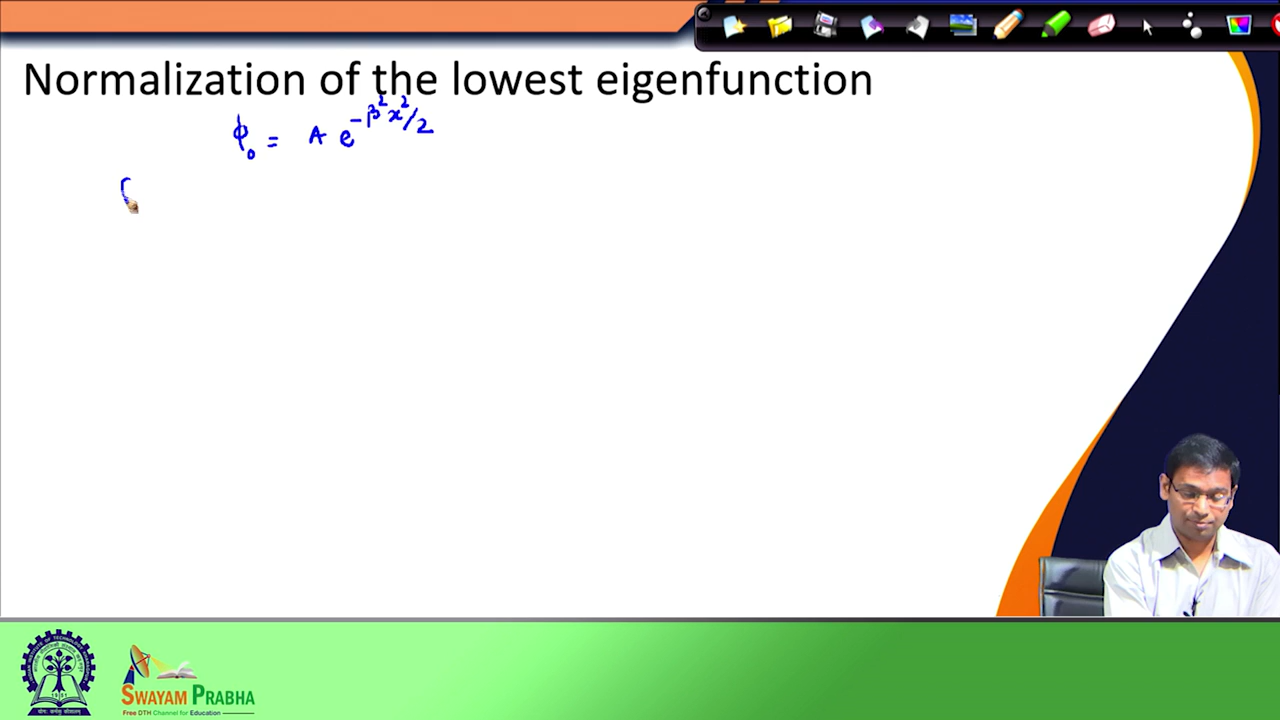 Normalization of the lowest eigenfunction
ϕ₀ = A e^{-β²x²/2}
SWAYAM PRABHA
Free DTH Channel for Education